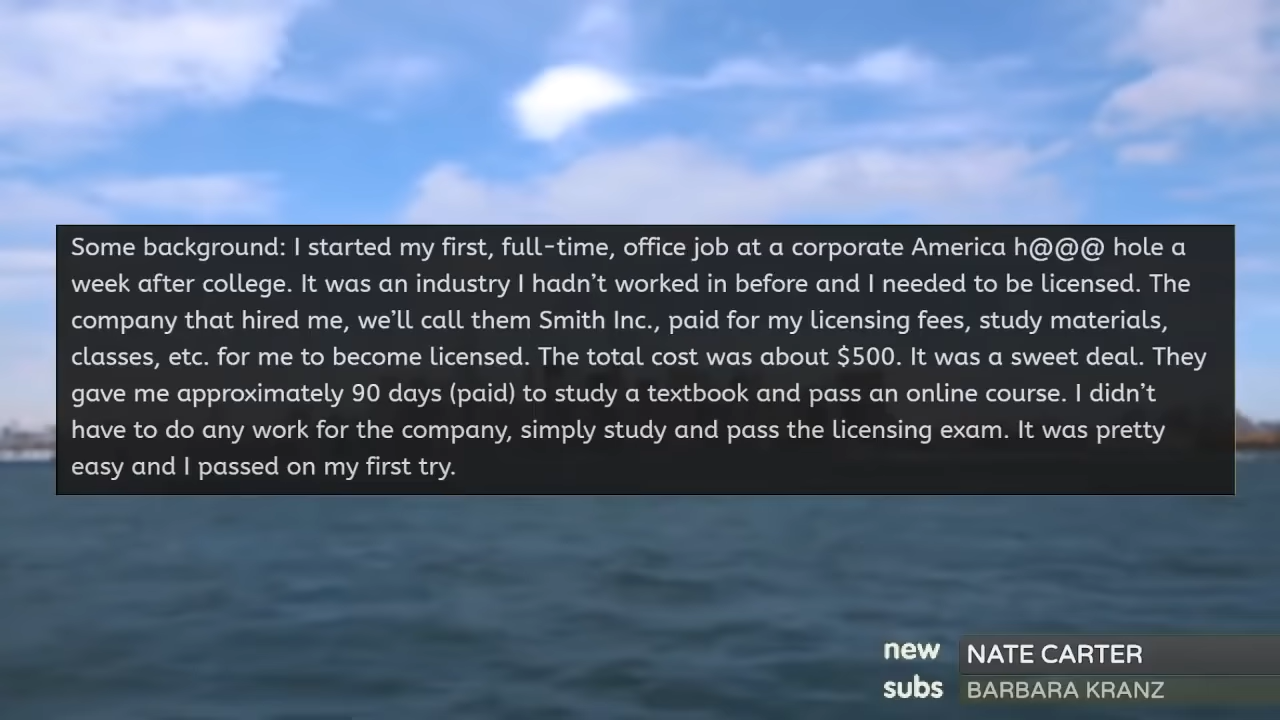 Some background: I started my first, full-time, office job at a corporate America h@@@ hole a
week after college. It was an industry I hadn’t worked in before and I needed to be licensed. The
company that hired me, we’ll call them Smith Inc., paid for my licensing fees, study materials,
classes, etc. for me to become licensed. The total cost was about $500. It was a sweet deal. They
gave me approximately 90 days (paid) to study a textbook and pass an online course. I didn’t
have to do any work for the company, simply study and pass the licensing exam. It was pretty
easy and I passed on my first try.
new NATE CARTER
subs BARBARA KRANZ